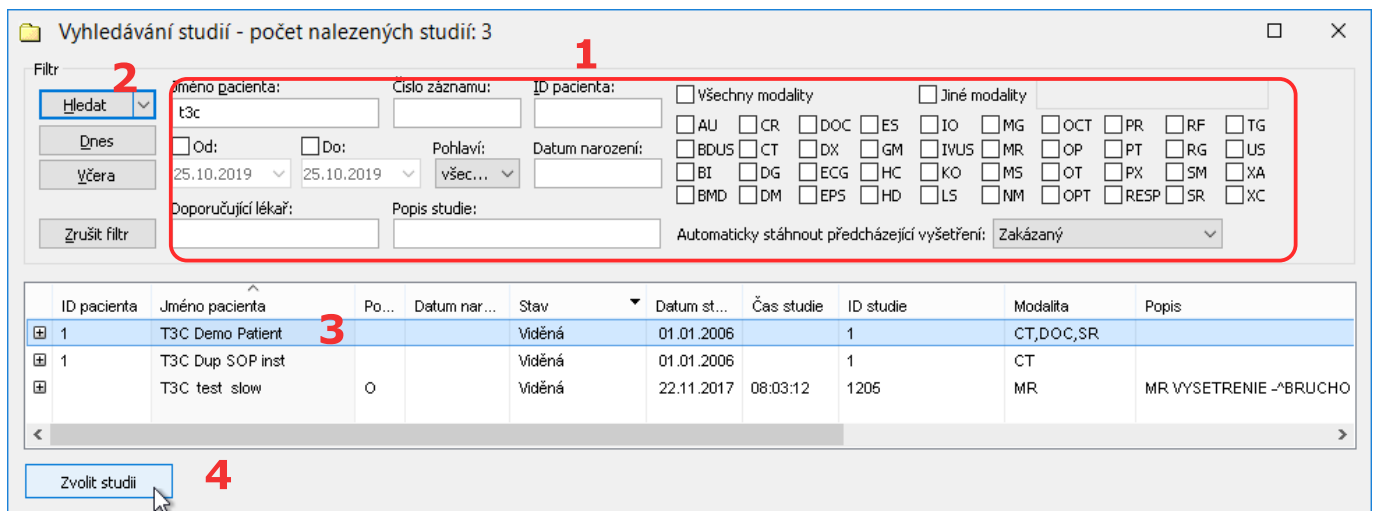 Vyhledávání studií - počet nalezených studií: 3
1
Filtr
2
Hledat
Jméno pacienta:
Číslo záznamu:
ID pacienta:
Všechny modality
Jiné modality
t3c
Dnes
AU CR DOC ES IO MG OCT PR RF TG
Od:
Do:
Pohlaví:
Datum narození:
BDUS CT DX GM IVUS MR OP PT RG US
Včera
25.10.2019
25.10.2019
všec...
BI DG ECG HC KO MS OT PX SM XA
BMD DM EPS HD LS NM OPT RESP SR XC
Doporučující lékař:
Popis studie:
Zrušit filtr
Automaticky stáhnout předcházející vyšetření: Zakázaný
ID pacienta Jméno pacienta Po... Datum nar... Stav Datum st... Čas studie ID studie Modalita Popis
1 T3C Demo Patient 3 Viděná 01.01.2006 1 CT,DOC,SR
1 T3C Dup SOP inst Viděná 01.01.2006 1 CT
T3C test slow O Viděná 22.11.2017 08:03:12 1205 MR MR VYSETRENIE -^BRUCHO
Zvolit studii
4